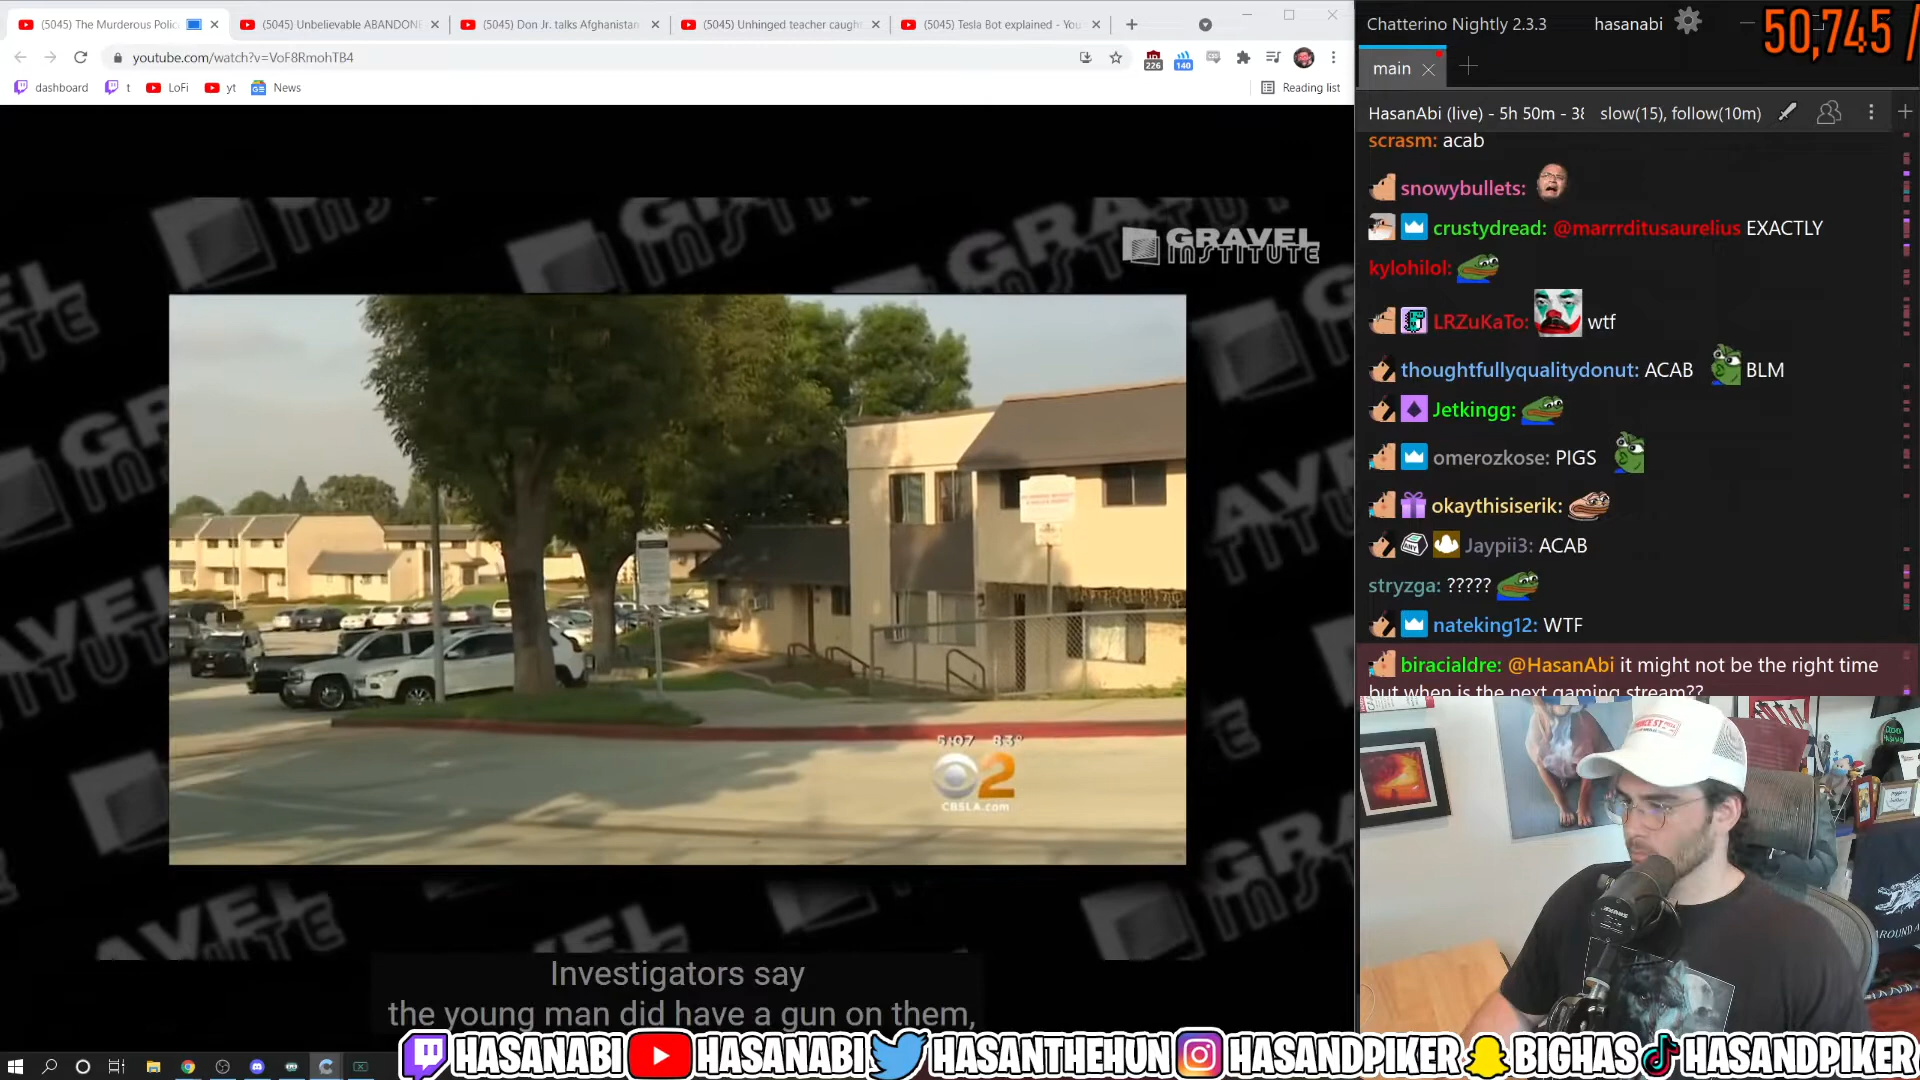 (5045) The Murderous Polic
(5045) Unbelievable ABANDONE
(5045) Don Jr. talks Afghanistan
(5045) Unhinged teacher caught
(5045) Tesla Bot explained - You
youtube.com/watch?v=VoF8RmohTB4
226
140
dashboard
t
LoFi
yt
News
Reading list
GRAVEL
INSTITUTE
5:07 83°
2
CBSLA.com
Investigators say
the young man did have a gun on them,
Chatterino Nightly 2.3.3
hasanabi
50,745 /
main
HasanAbi (live) - 5h 50m - 38
slow(15), follow(10m)
scrasm: acab
snowybullets:
crustydread: @marrrditusaurelius EXACTLY
kylohilol:
LRZuKaTo: wtf
thoughtfullyqualitydonut: ACAB BLM
Jetkingg:
omerozkose: PIGS
okaythisiserik:
Jaypii3: ACAB
stryzga: ?????
nateking12: WTF
biracialdre: @HasanAbi it might not be the right time
but when is the next gaming stream??
HASANABI HASANABI HASANTHEHUN HASANDPIKER BIGHAS HASANDPIKER